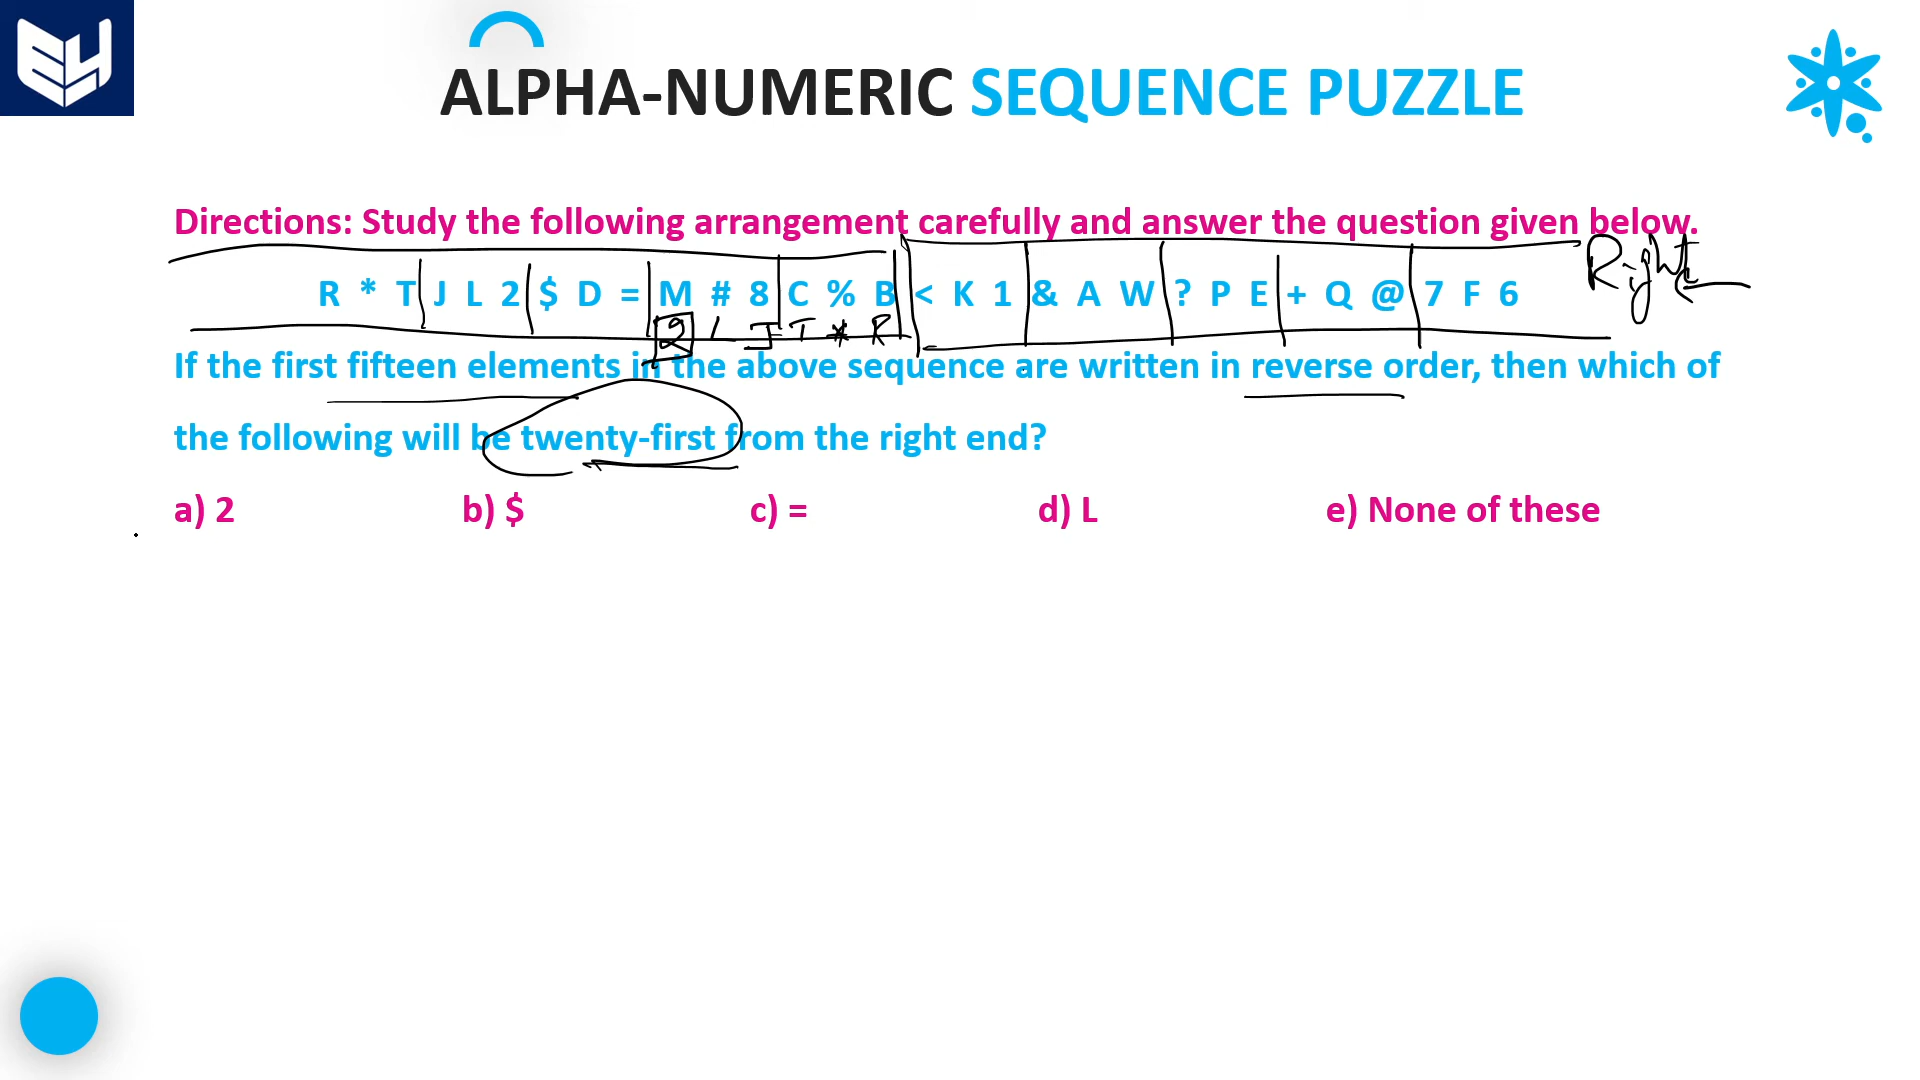 ALPHA-NUMERIC SEQUENCE PUZZLE
Directions: Study the following arrangement carefully and answer the question given below.
R * T J L 2 $ D = M # 8 C % B < K 1 & A W ? P E + Q @ 7 F 6
Right
2 L J T * R
If the first fifteen elements in the above sequence are written in reverse order, then which of
the following will be twenty-first from the right end?
a) 2 b) $ c) = d) L e) None of these